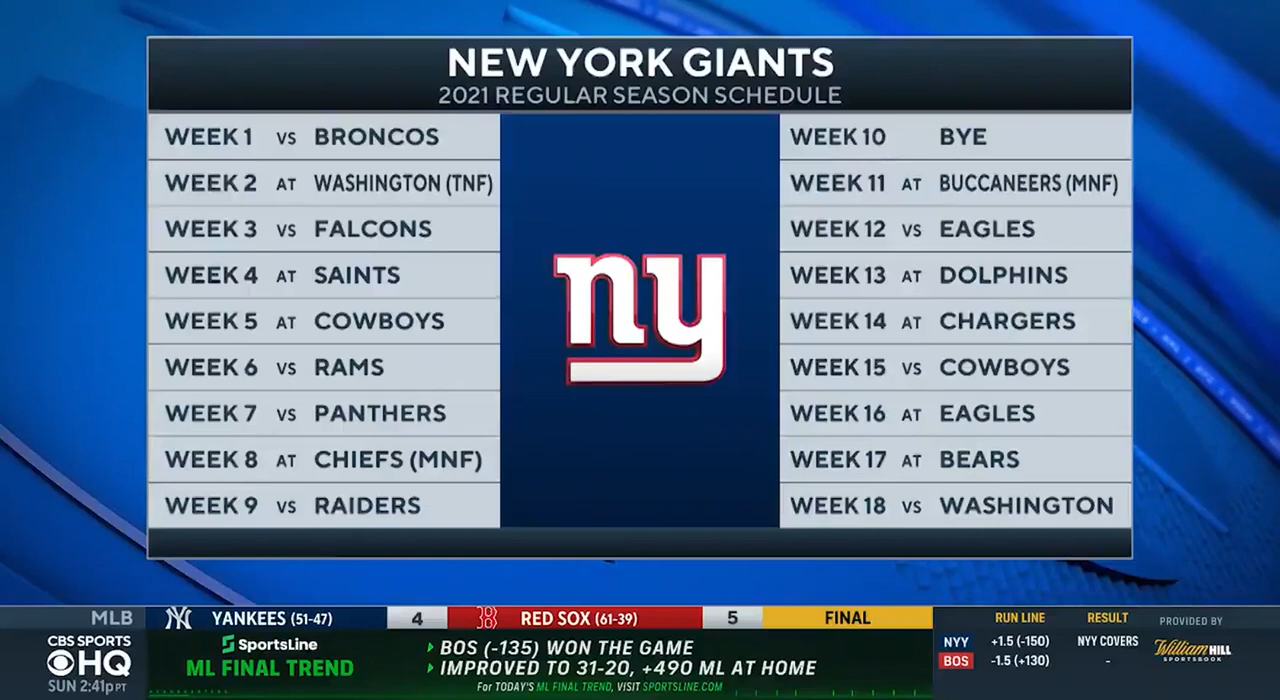 NEW YORK GIANTS
2021 REGULAR SEASON SCHEDULE
WEEK 1 VS BRONCOS
WEEK 2 AT WASHINGTON (TNF)
WEEK 3 VS FALCONS
WEEK 4 AT SAINTS
WEEK 5 AT COWBOYS
WEEK 6 VS RAMS
WEEK 7 VS PANTHERS
WEEK 8 AT CHIEFS (MNF)
WEEK 9 VS RAIDERS
ny
WEEK 10 BYE
WEEK 11 AT BUCCANEERS (MNF)
WEEK 12 VS EAGLES
WEEK 13 AT DOLPHINS
WEEK 14 AT CHARGERS
WEEK 15 VS COWBOYS
WEEK 16 AT EAGLES
WEEK 17 AT BEARS
WEEK 18 VS WASHINGTON
MLB NY YANKEES (51-47) 4 B RED SOX (61-39) 5 FINAL
CBS SPORTS
HQ
SUN 2:41p PT
SportsLine
ML FINAL TREND
BOS (-135) WON THE GAME
IMPROVED TO 31-20, +490 ML AT HOME
For TODAY'S ML FINAL TREND, VISIT SPORTSLINE.COM
RUN LINE RESULT PROVIDED BY
NYY +1.5 (-150) NYY COVERS
BOS -1.5 (+130) -
William HILL
SPORTSBOOK